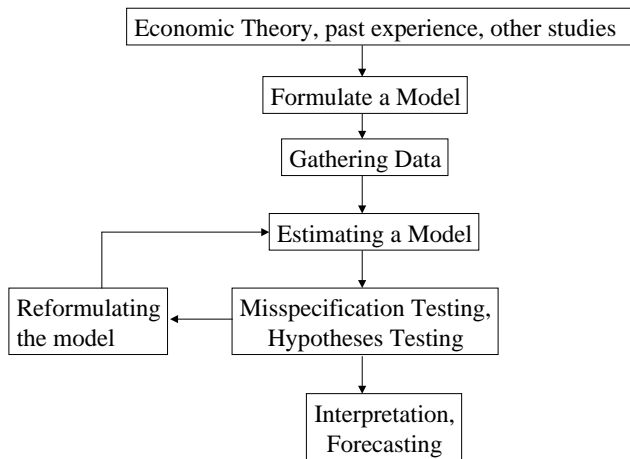 Economic Theory, past experience, other studies
Formulate a Model
Gathering Data
Estimating a Model
Reformulating
the model
Misspecification Testing,
Hypotheses Testing
Interpretation,
Forecasting